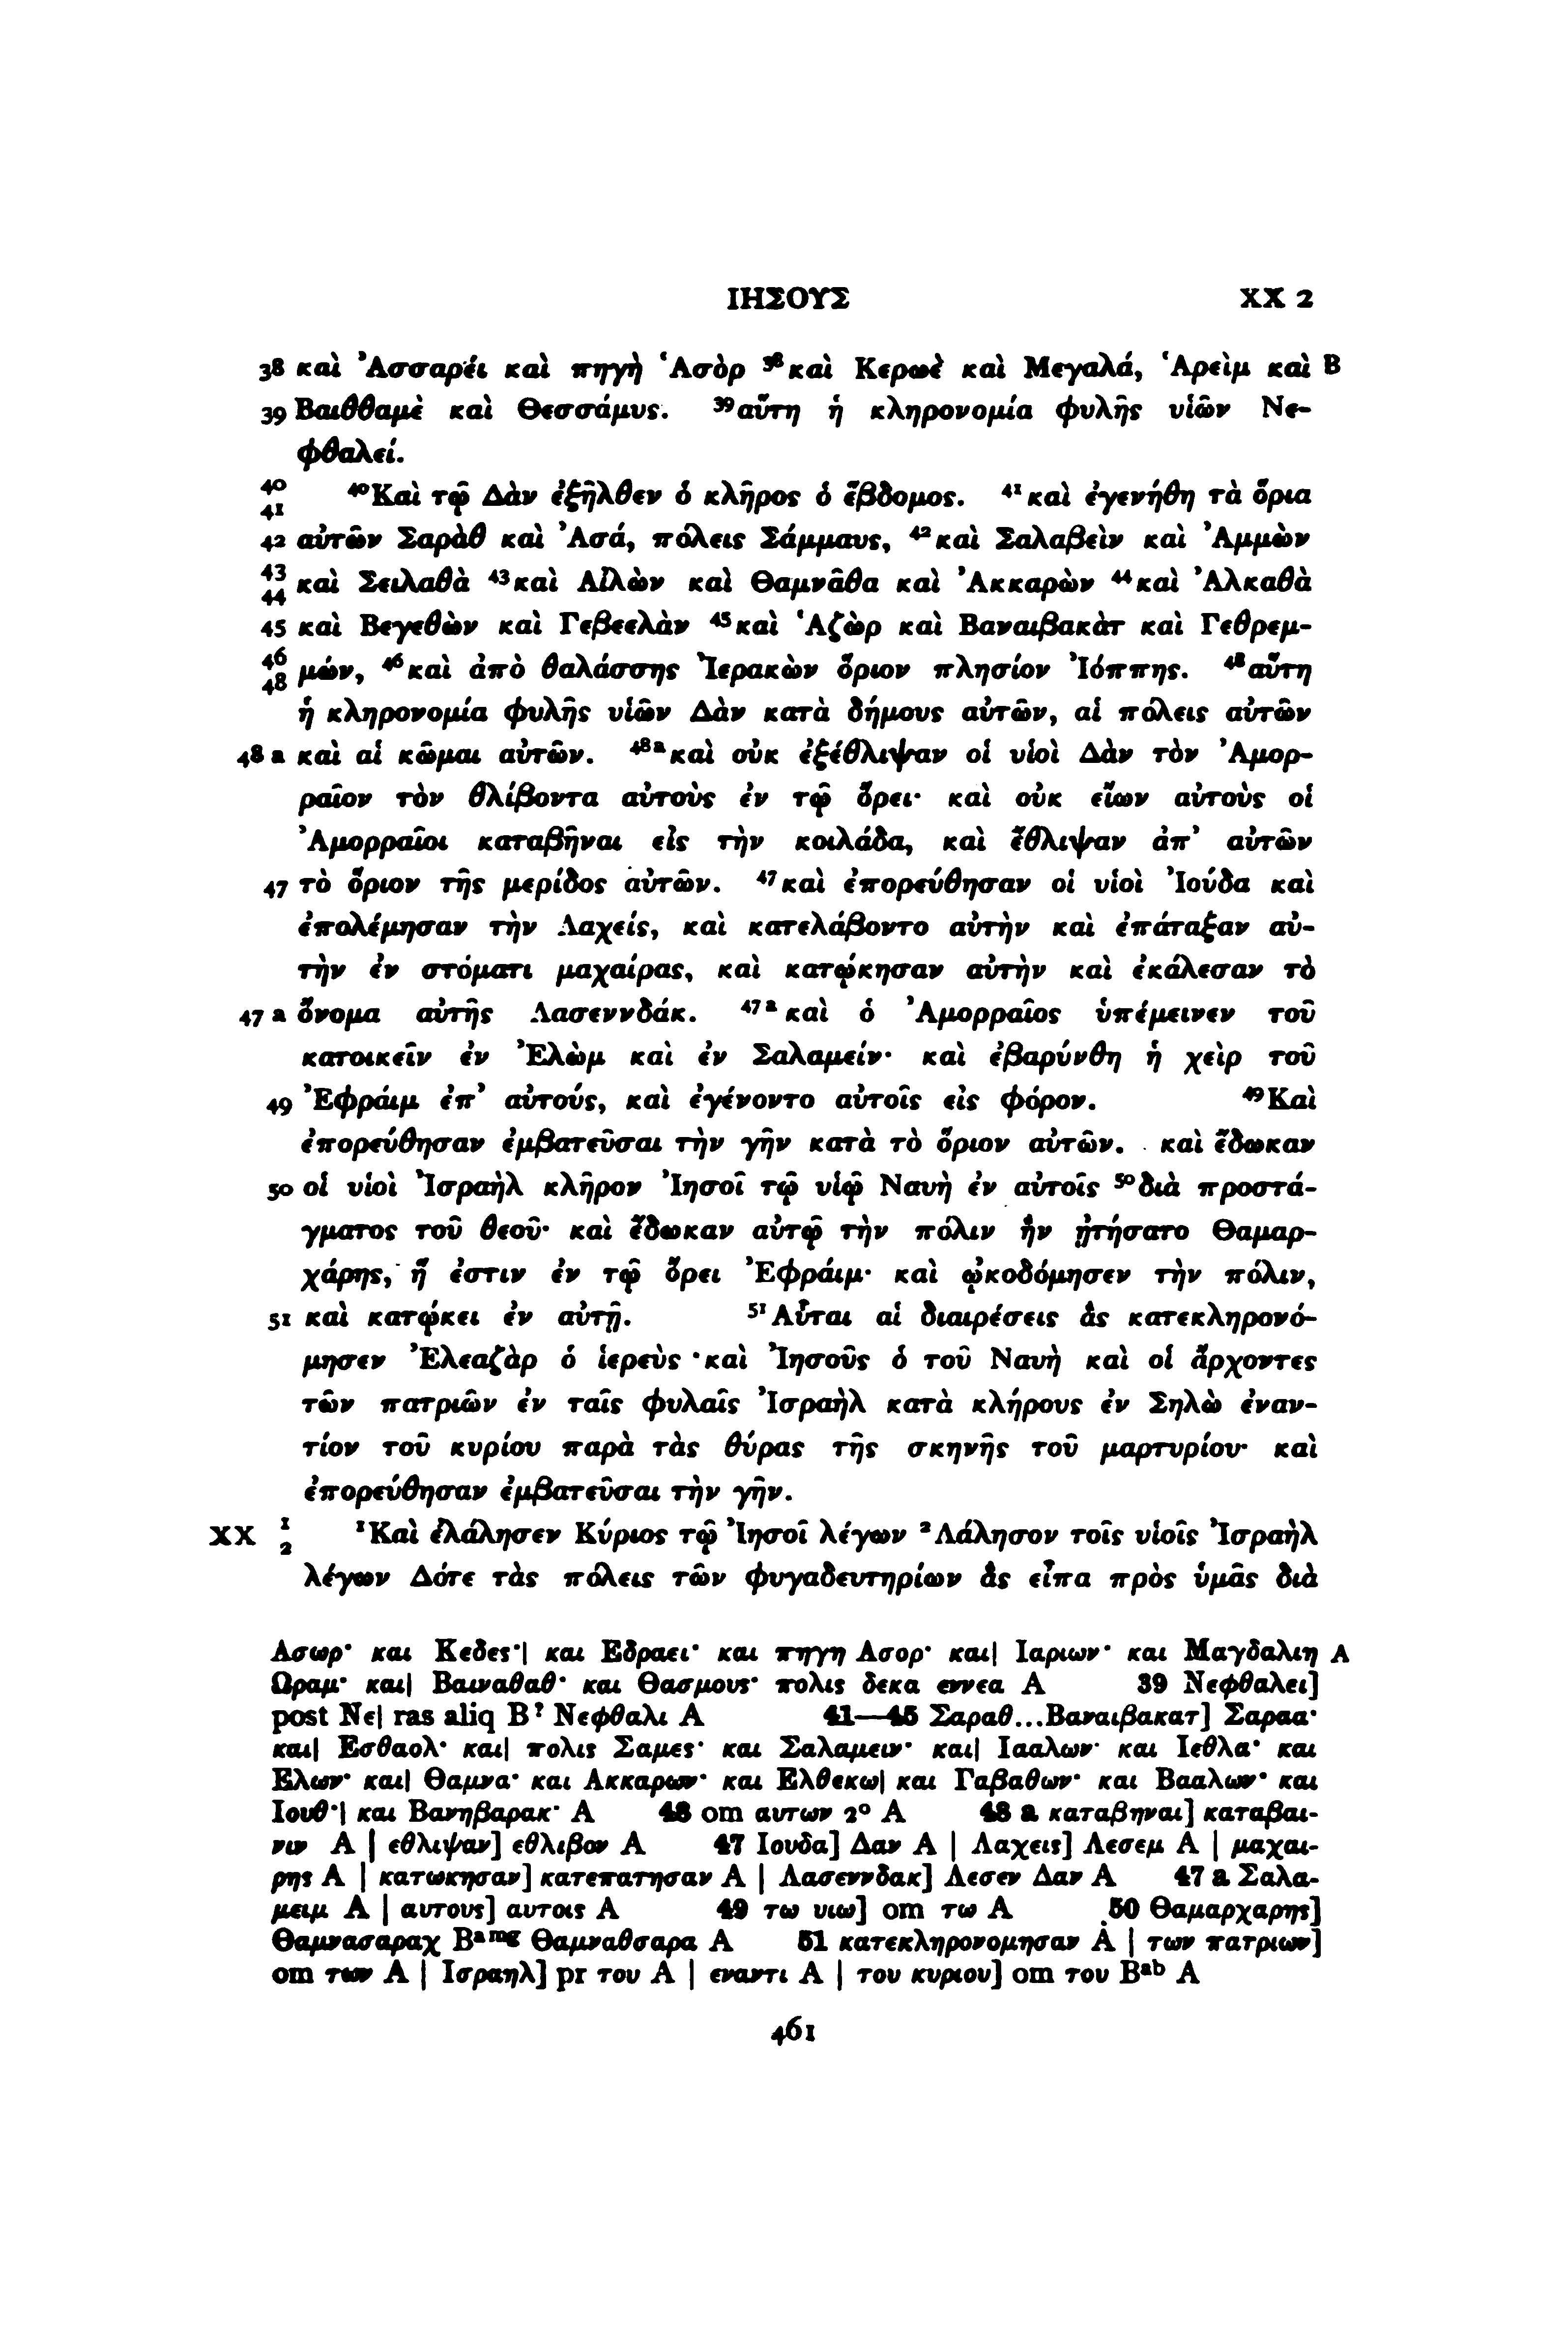 ΙΗΣΟΥΣ XX 2
38 καὶ Ἀσσαρεὶ καὶ πηγὴ Ἁσὸρ ³⁸καὶ Κερωὲ καὶ Μεγαλά, Ἁρεὶμ καὶ B
39 Βαιθθαμὲ καὶ Θεσσάμυς. ³⁹αὕτη ἡ κληρονομία φυλῆς υἱῶν Νε-
φθαλεί.
40 41 ⁴⁰Καὶ τῷ Δὰν ἐξῆλθεν ὁ κλῆρος ὁ ἕβδομος. ⁴¹καὶ ἐγενήθη τὰ ὅρια
42 αὐτῶν Σαρὰθ καὶ Ἀσά, πόλεις Σάμμαυς, ⁴²καὶ Σαλαβεὶν καὶ Ἀμμὼν
43 44 καὶ Σειλαθὰ ⁴³καὶ Αἰλὼν καὶ Θαμνᾶθα καὶ Ἀκκαρὼν ⁴⁴καὶ Ἀλκαθὰ
45 καὶ Βεγεθὼν καὶ Γεβεελὰν ⁴⁵καὶ Ἁζὼρ καὶ Βαναιβακὰτ καὶ Γεθρεμ-
46 48 μών, ⁴⁶καὶ ἀπὸ θαλάσσης Ἰερακὼν ὅριον πλησίον Ἰόππης. ⁴⁸αὕτη
ἡ κληρονομία φυλῆς υἱῶν Δὰν κατὰ δήμους αὐτῶν, αἱ πόλεις αὐτῶν
48 a καὶ αἱ κῶμαι αὐτῶν. ⁴⁸ᵃκαὶ οὐκ ἐξέθλιψαν οἱ υἱοὶ Δὰν τὸν Ἀμορ-
ραῖον τὸν θλίβοντα αὐτοὺς ἐν τῷ ὄρει· καὶ οὐκ εἴων αὐτοὺς οἱ
Ἀμορραῖοι καταβῆναι εἰς τὴν κοιλάδα, καὶ ἔθλιψαν ἀπ' αὐτῶν
47 τὸ ὅριον τῆς μερίδος αὐτῶν. ⁴⁷καὶ ἐπορεύθησαν οἱ υἱοὶ Ἰούδα καὶ
ἐπολέμησαν τὴν Λαχείς, καὶ κατελάβοντο αὐτὴν καὶ ἐπάταξαν αὐ-
τὴν ἐν στόματι μαχαίρας, καὶ κατῴκησαν αὐτὴν καὶ ἐκάλεσαν τὸ
47 a ὄνομα αὐτῆς Λασεννδάκ. ⁴⁷ᵃκαὶ ὁ Ἀμορραῖος ὑπέμεινεν τοῦ
κατοικεῖν ἐν Ἐλὼμ καὶ ἐν Σαλαμείν· καὶ ἐβαρύνθη ἡ χεὶρ τοῦ
49 Ἐφράιμ ἐπ' αὐτούς, καὶ ἐγένοντο αὐτοῖς εἰς φόρον. ⁴⁹Καὶ
ἐπορεύθησαν ἐμβατεῦσαι τὴν γῆν κατὰ τὸ ὅριον αὐτῶν. καὶ ἔδωκαν
50 οἱ υἱοὶ Ἰσραὴλ κλῆρον Ἰησοῖ τῷ υἱῷ Ναυὴ ἐν αὐτοῖς ⁵⁰διὰ προστά-
γματος τοῦ θεοῦ· καὶ ἔδωκαν αὐτῷ τὴν πόλιν ἣν ᾐτήσατο Θαμαρ-
χάρης, ἥ ἐστιν ἐν τῷ ὄρει Ἐφράιμ· καὶ ᾠκοδόμησεν τὴν πόλιν,
51 καὶ κατῴκει ἐν αὐτῇ. ⁵¹Αὗται αἱ διαιρέσεις ἃς κατεκληρονό-
μησεν Ἐλεαζὰρ ὁ ἱερεὺς καὶ Ἰησοῦς ὁ τοῦ Ναυὴ καὶ οἱ ἄρχοντες
τῶν πατριῶν ἐν ταῖς φυλαῖς Ἰσραὴλ κατὰ κλήρους ἐν Σηλὼ ἐναν-
τίον τοῦ κυρίου παρὰ τὰς θύρας τῆς σκηνῆς τοῦ μαρτυρίου· καὶ
ἐπορεύθησαν ἐμβατεῦσαι τὴν γῆν.
XX 1 2 ¹Καὶ ἐλάλησεν Κύριος τῷ Ἰησοῖ λέγων ²Λάλησον τοῖς υἱοῖς Ἰσραὴλ
λέγων Δότε τὰς πόλεις τῶν φυγαδευτηρίων ἃς εἶπα πρὸς ὑμᾶς διὰ
Ασωρ· και Κεδες·| και Εδραει· και πηγη Ασορ· και| Ιαριων· και Μαγδαλιη A
Ωραμ· και| Βαιναθαθ· και Θασμους· πολις δεκα εννεα A 39 Νεφθαλει]
post Νε| ras aliq B? Νεφθαλι A 41—45 Σαραθ...Βαναιβακατ] Σαραα·
και| Εσθαολ· και| πολις Σαμες· και Σαλαμειν· και| Ιααλων· και Ιεθλα· και
Ελων· και| Θαμνα· και Ακκαρων· και Ελθεκω| και Γαβαθων· και Βααλων· και
Ιουθ·| και Βανηβαρακ· A 48 om αυτων 2° A 48 a καταβηναι] καταβαι-
νιν A | εθλιψαν] εθλιβον A 47 Ιουδα] Δαν A | Λαχεις] Λεσεμ A | μαχαι-
ρης A | κατωκησαν] κατεπατησαν A | Λασεννδακ] Λεσεν Δαν A 47 a Σαλα-
μειμ A | αυτους] αυτοις A 49 τω υιω] om τω A 50 Θαμαρχαρης]
Θαμνασαραχ Bᵃᵐᵍ Θαμναθσαρα A 51 κατεκληρονομησαν A | των πατριων]
om των A | Ισραηλ] pr του A | εναντι A | του κυριου] om του Bᵃᵇ A
461